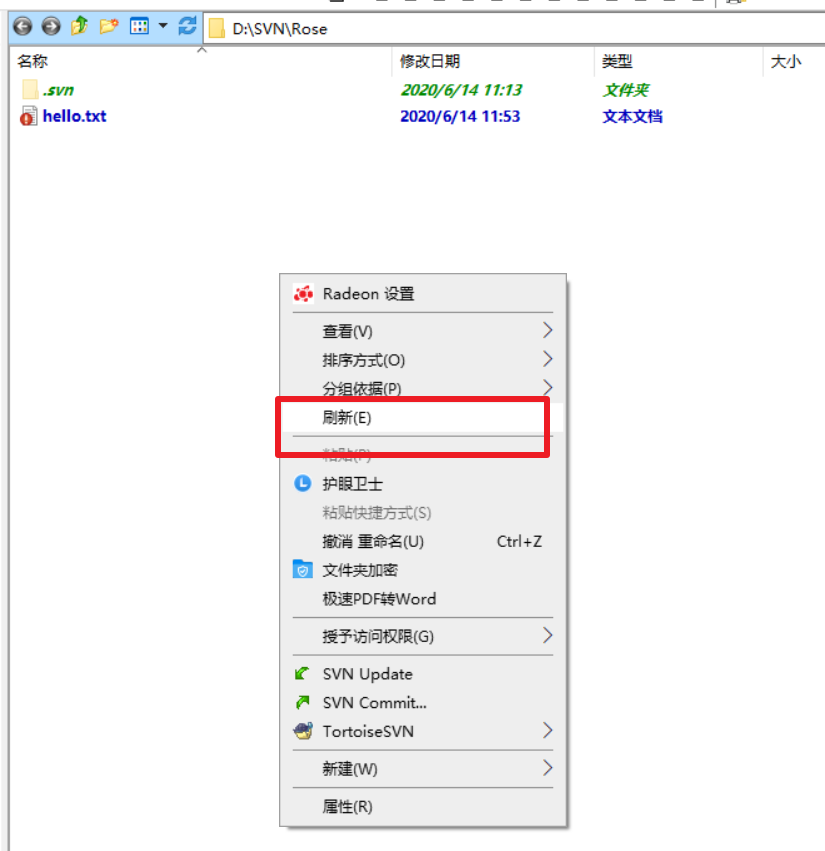 D:\SVN\Rose
名称 修改日期 类型 大小
.svn 2020/6/14 11:13 文件夹
hello.txt 2020/6/14 11:53 文本文档
Radeon 设置
查看(V)
排序方式(O)
分组依据(P)
刷新(E)
粘贴(P)
护眼卫士
粘贴快捷方式(S)
撤消 重命名(U) Ctrl+Z
文件夹加密
极速PDF转Word
授予访问权限(G)
SVN Update
SVN Commit...
TortoiseSVN
新建(W)
属性(R)